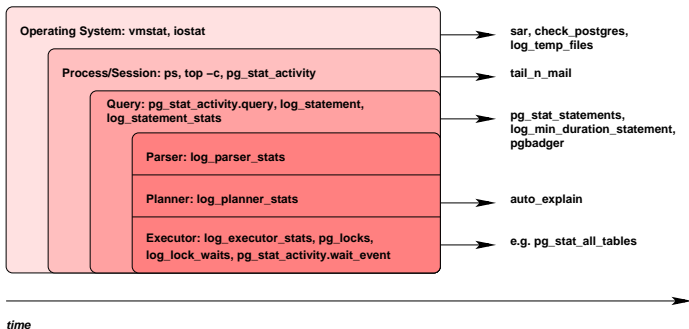 Operating System: vmstat, iostat
sar, check_postgres,
log_temp_files
Process/Session: ps, top −c, pg_stat_activity
tail_n_mail
Query: pg_stat_activity.query, log_statement,
log_statement_stats
pg_stat_statements,
log_min_duration_statement,
pgbadger
Parser: log_parser_stats
Planner: log_planner_stats
auto_explain
Executor: log_executor_stats, pg_locks,
log_lock_waits, pg_stat_activity.wait_event
e.g. pg_stat_all_tables
time